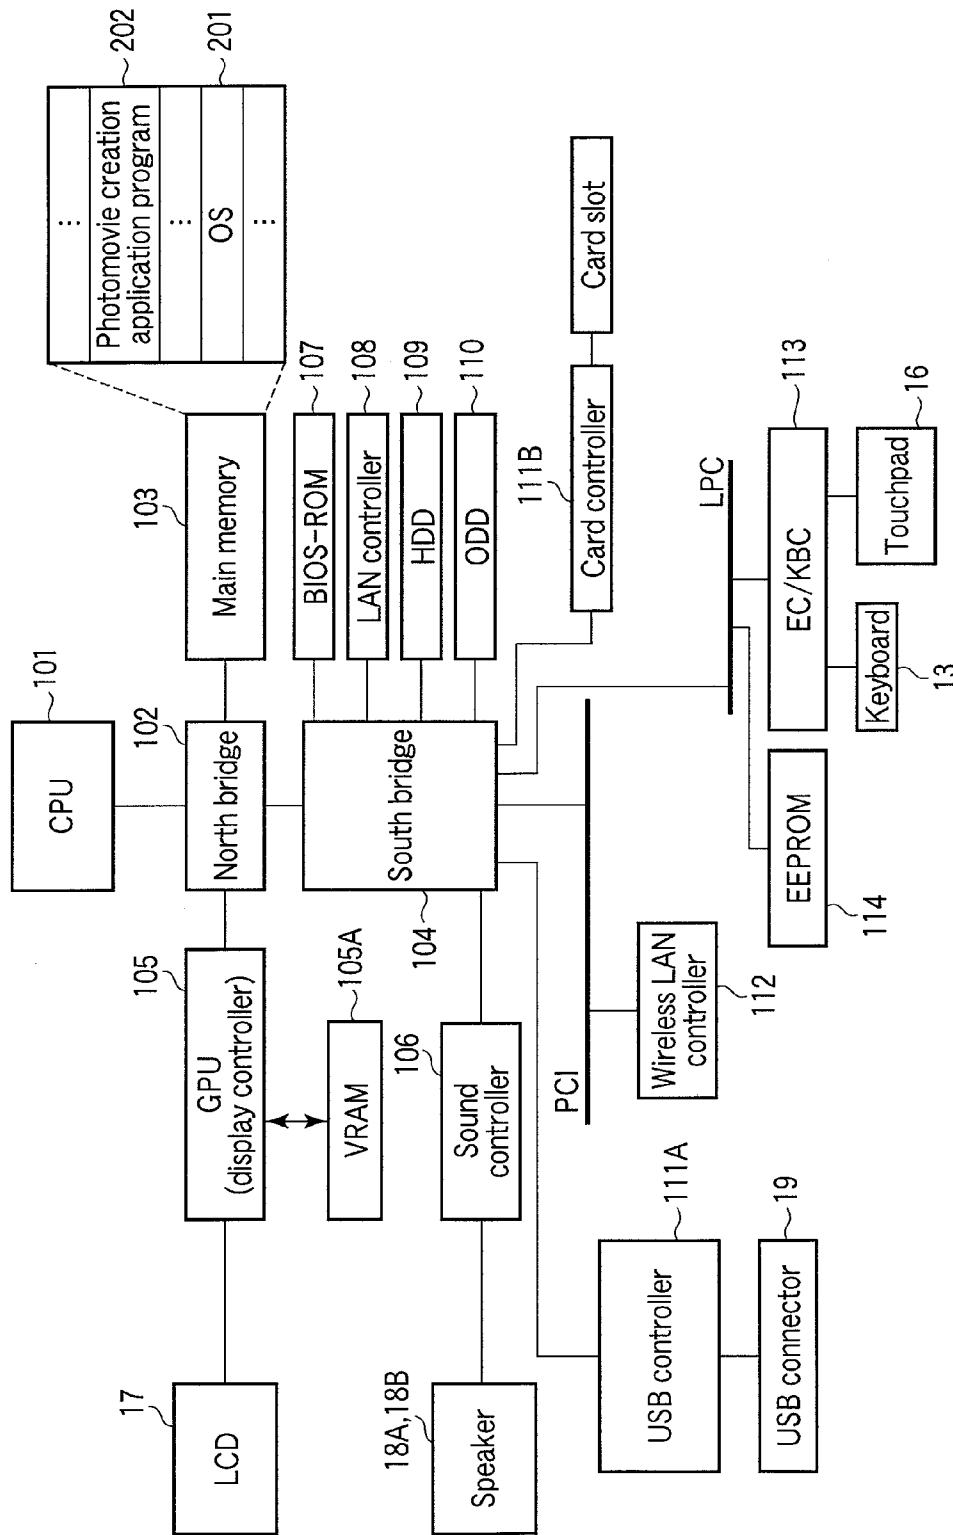 101
CPU
17
LCD
105
GPU
(display controller)
102
North bridge
103
Main memory
⋮
Photomovie creation
application program
202
⋮
OS
201
⋮
105A
VRAM
107
BIOS-ROM
108
LAN controller
109
HDD
110
ODD
South bridge
104
18A,18B
Speaker
106
Sound
controller
111B
Card controller
Card slot
PCI
LPC
111A
USB controller
19
USB connector
Wireless LAN
controller
112
EEPROM
114
113
EC/KBC
Keyboard
13
16
Touchpad